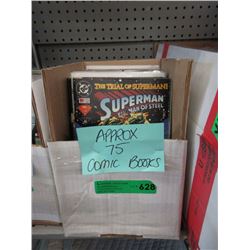 THE TRIAL OF SUPERMAN!
DC
SUPERMAN
MAN OF STEEL
APPROX
75
COMIC BOOKS
628